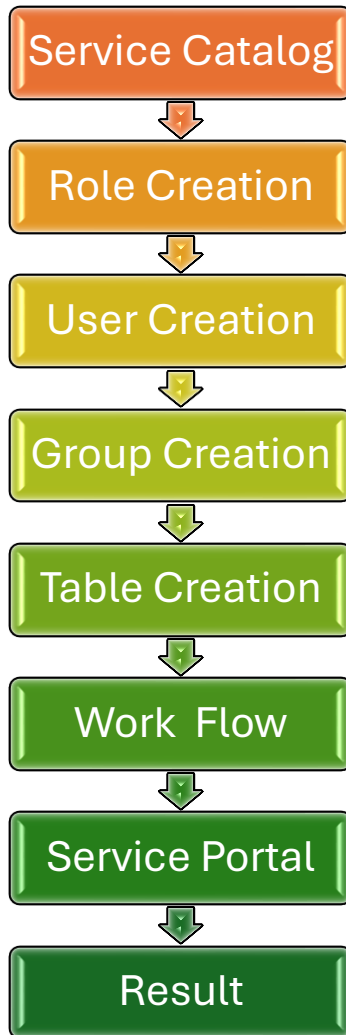 Service Catalog
Role Creation
User Creation
Group Creation
Table Creation
Work  Flow
Service Portal
Result